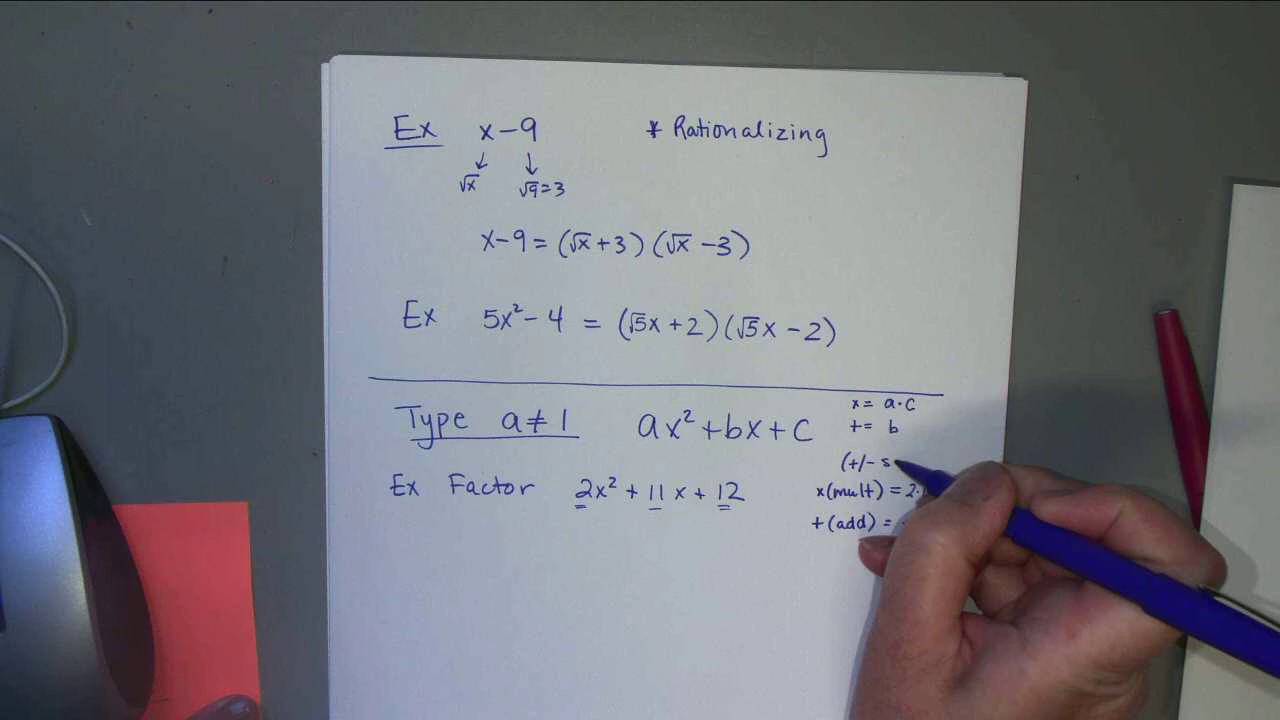 Ex x-9 * Rationalizing
↓ ↓
√x √9=3
x-9 = (√x+3)(√x-3)
Ex 5x²-4 = (√5x+2)(√5x-2)
Type a≠1 ax²+bx+c
x= a·c
+= b
(+/- s
Ex Factor 2x²+11x+12
x(mult) = 2·
+(add) =